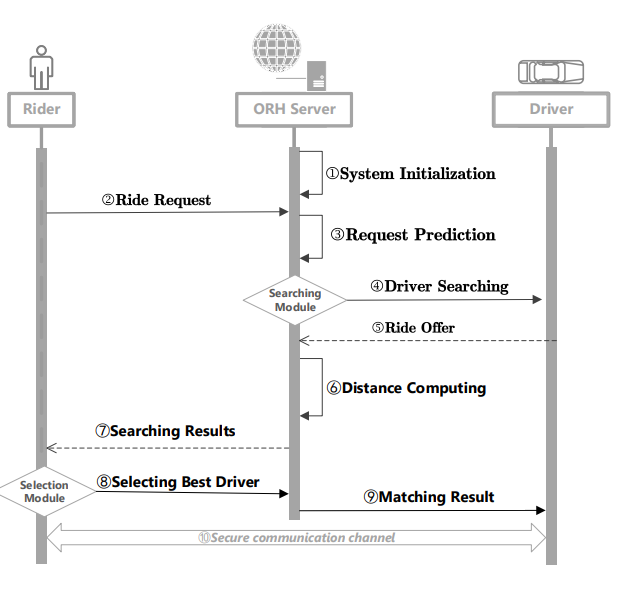 Rider
ORH Server
Driver
①System Initialization
②Ride Request
③Request Prediction
Searching
Module
④Driver Searching
⑤Ride Offer
⑥Distance Computing
⑦Searching Results
Selection
Module
⑧Selecting Best Driver
⑨Matching Result
⑩Secure communication channel